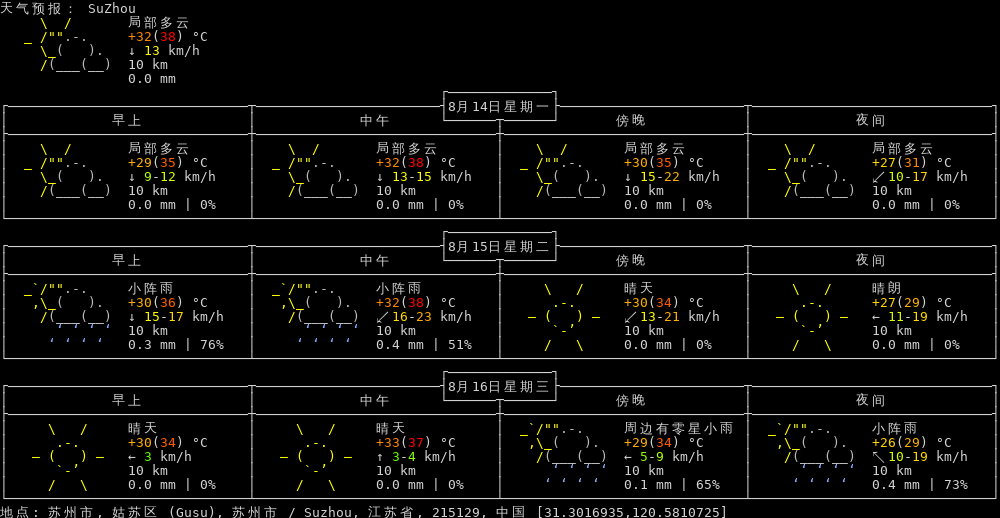 天气预报: SuZhou
局部多云
+32(38) °C
↓ 13 km/h
10 km
0.0 mm
8月14日星期一
早上 中午 傍晚 夜间
局部多云 局部多云 局部多云 局部多云
+29(35) °C +32(38) °C +30(35) °C +27(31) °C
↓ 9-12 km/h ↓ 13-15 km/h ↓ 15-22 km/h ↙ 10-17 km/h
10 km 10 km 10 km 10 km
0.0 mm | 0% 0.0 mm | 0% 0.0 mm | 0% 0.0 mm | 0%
8月15日星期二
早上 中午 傍晚 夜间
小阵雨 小阵雨 晴天 晴朗
+30(36) °C +32(38) °C +30(34) °C +27(29) °C
↓ 15-17 km/h ↙ 16-23 km/h ↙ 13-21 km/h ← 11-19 km/h
10 km 10 km 10 km 10 km
0.3 mm | 76% 0.4 mm | 51% 0.0 mm | 0% 0.0 mm | 0%
8月16日星期三
早上 中午 傍晚 夜间
晴天 晴天 周边有零星小雨 小阵雨
+30(34) °C +33(37) °C +29(34) °C +26(29) °C
← 3 km/h ↑ 3-4 km/h ← 5-9 km/h ↖ 10-19 km/h
10 km 10 km 10 km 10 km
0.0 mm | 0% 0.0 mm | 0% 0.1 mm | 65% 0.4 mm | 73%
地点: 苏州市, 姑苏区 (Gusu), 苏州市 / Suzhou, 江苏省, 215129, 中国 [31.3016935,120.5810725]